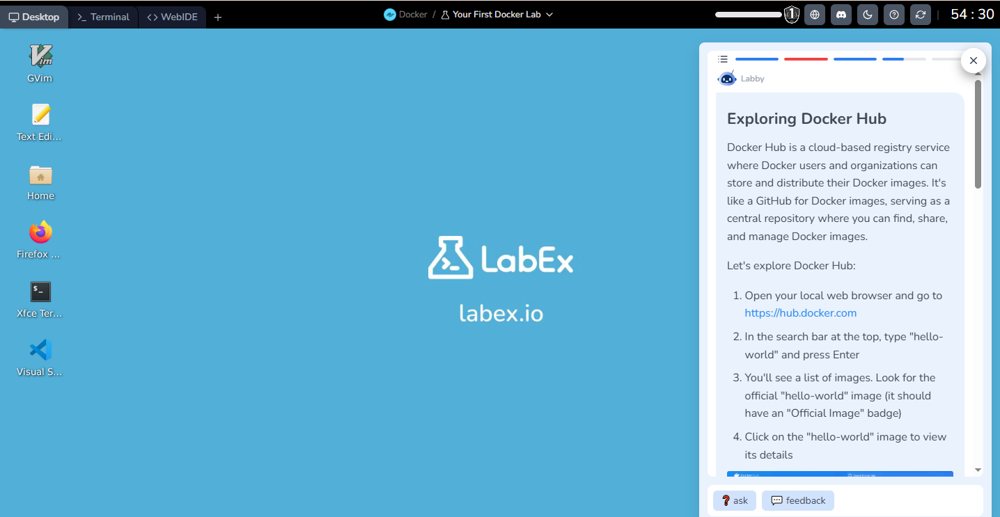 Desktop
Terminal
WebIDE
Docker / Your First Docker Lab
1
54 : 30
GVim
Text Edi...
Home
Firefox ...
$ _
Xfce Ter...
Visual S...
LabEx
labex.io
Labby
Exploring Docker Hub
Docker Hub is a cloud-based registry service
where Docker users and organizations can
store and distribute their Docker images. It's
like a GitHub for Docker images, serving as a
central repository where you can find, share,
and manage Docker images.
Let's explore Docker Hub:
1. Open your local web browser and go to
https://hub.docker.com
2. In the search bar at the top, type "hello-
world" and press Enter
3. You'll see a list of images. Look for the
official "hello-world" image (it should
have an "Official Image" badge)
4. Click on the "hello-world" image to view
its details
ask
feedback